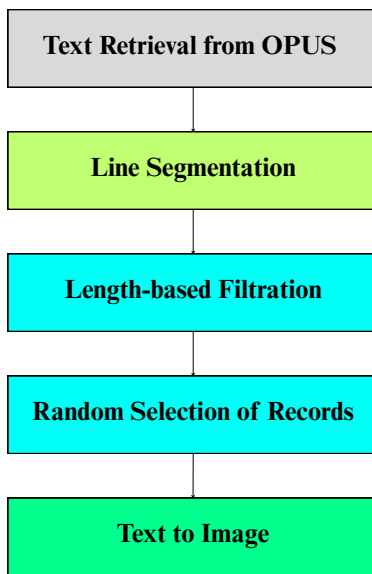 Text Retrieval from OPUS
Line Segmentation
Length-based Filtration
Random Selection of Records
Text to Image